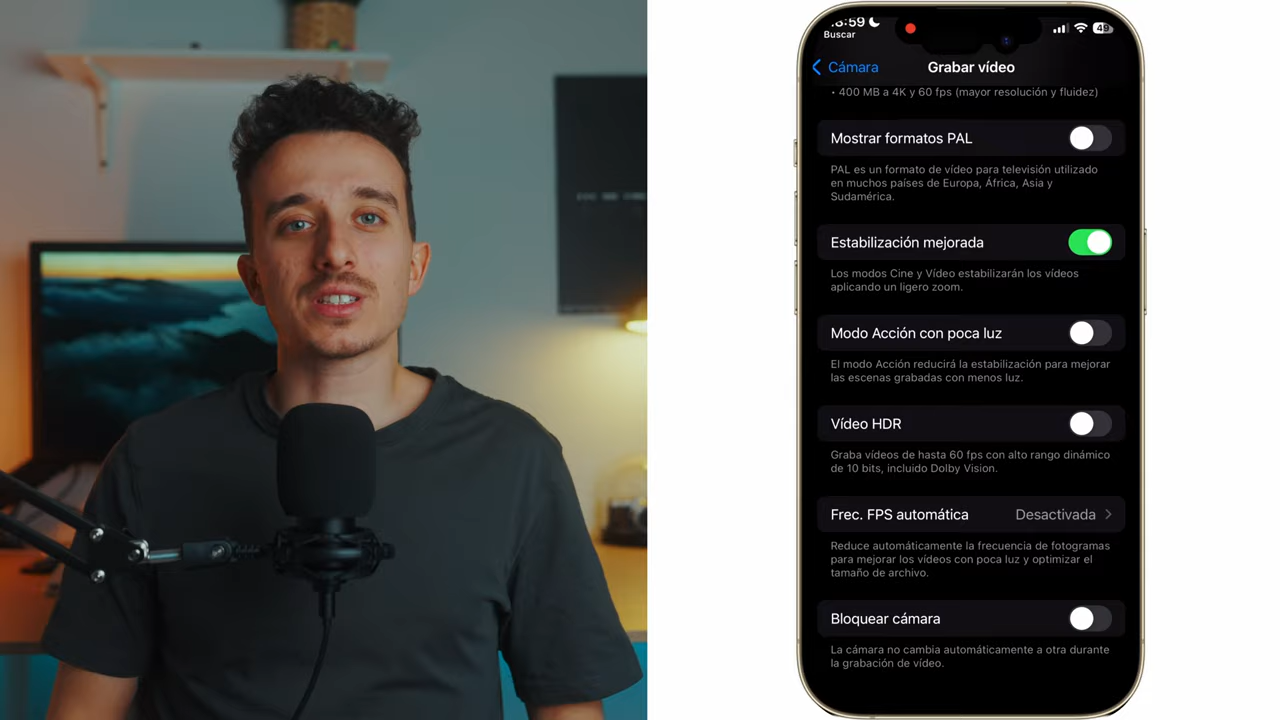 :59
Buscar
49
Cámara
Grabar vídeo
• 400 MB a 4K y 60 fps (mayor resolución y fluidez)
Mostrar formatos PAL
PAL es un formato de vídeo para televisión utilizado
en muchos países de Europa, África, Asia y
Sudamérica.
Estabilización mejorada
Los modos Cine y Vídeo estabilizarán los vídeos
aplicando un ligero zoom.
Modo Acción con poca luz
El modo Acción reducirá la estabilización para mejorar
las escenas grabadas con menos luz.
Vídeo HDR
Graba vídeos de hasta 60 fps con alto rango dinámico
de 10 bits, incluido Dolby Vision.
Frec. FPS automática
Desactivada
Reduce automáticamente la frecuencia de fotogramas
para mejorar los vídeos con poca luz y optimizar el
tamaño de archivo.
Bloquear cámara
La cámara no cambia automáticamente a otra durante
la grabación de vídeo.